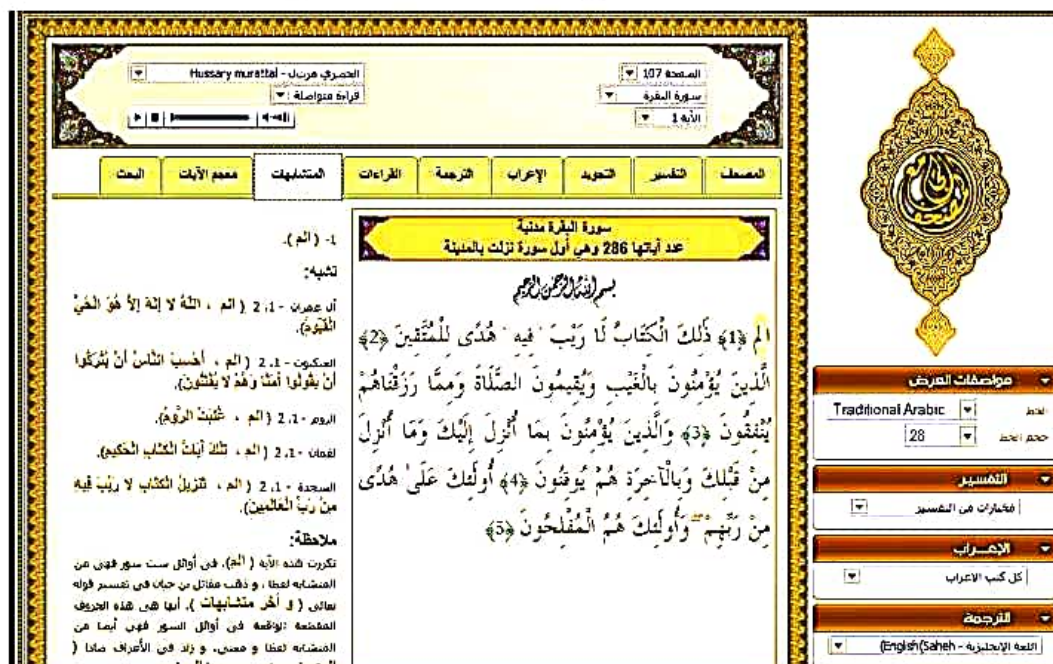 الحصري مرتل - Hussary murattal
قراءة متواصلة
الصفحة 107
سورة البقرة
الآية 1
المصحف
التفسير
التجويد
الإعراب
الترجمة
القراءات
المتشابهات
معجم الآيات
البحث
سورة البقرة مدنية
عدد آياتها 286 وهي أول سورة نزلت بالمدينة
بسم الله الرحمن الرحيم
الم ﴿1﴾ ذَلِكَ الْكِتَابُ لَا رَيْبَ ۛ فِيهِ ۛ هُدًى لِلْمُتَّقِينَ ﴿2﴾
الَّذِينَ يُؤْمِنُونَ بِالْغَيْبِ وَيُقِيمُونَ الصَّلَاةَ وَمِمَّا رَزَقْنَاهُمْ
يُنْفِقُونَ ﴿3﴾ وَالَّذِينَ يُؤْمِنُونَ بِمَا أُنْزِلَ إِلَيْكَ وَمَا أُنْزِلَ
مِنْ قَبْلِكَ وَبِالْآخِرَةِ هُمْ يُوقِنُونَ ﴿4﴾ أُولَئِكَ عَلَىٰ هُدًى
مِنْ رَبِّهِمْ ۖ وَأُولَئِكَ هُمُ الْمُفْلِحُونَ ﴿5﴾
1- ( الم ).
تشبه:
آل عمران - 1، 2 ( الم ، اللَّهُ لا إِلَهَ إِلاَّ هُوَ الْحَيُّ
الْقَيُّومُ).
العنكبوت - 1، 2 ( الم ، أَحَسِبَ النَّاسُ أَنْ يُتْرَكُوا
أَنْ يَقُولُوا آمَنَّا وَهُمْ لا يُفْتَنُونَ).
الروم - 1، 2 ( الم ، غُلِبَتِ الرُّومُ).
لقمان - 1، 2 ( الم ، تِلْكَ آيَاتُ الْكِتَابِ الْحَكِيمِ).
السجدة - 1، 2 ( الم ، تَنْزِيلُ الْكِتَابِ لا رَيْبَ فِيهِ
مِنْ رَبِّ الْعَالَمِينَ).
ملاحظة:
تكررت هذه الآية ( الم)، في أوائل ست سور فهي من
المتشابه لفظا ، و ذهب مقاتل بن حيان في تفسير قوله
تعالى ( و أخر متشابهات )، أنها هي هذه الحروف
المقطعة الواقعة في أوائل السور فهي أيضا من
المتشابه لفظا و معنى، و زاد في الأعراف صادا (
مواصفات العرض
الخط
Traditional Arabic
حجم الخط
28
التفسير
مختارات من التفسير
الإعـــراب
كل كتب الاعراب
الترجمة
اللغة الإنجليزية - English(Saheh)